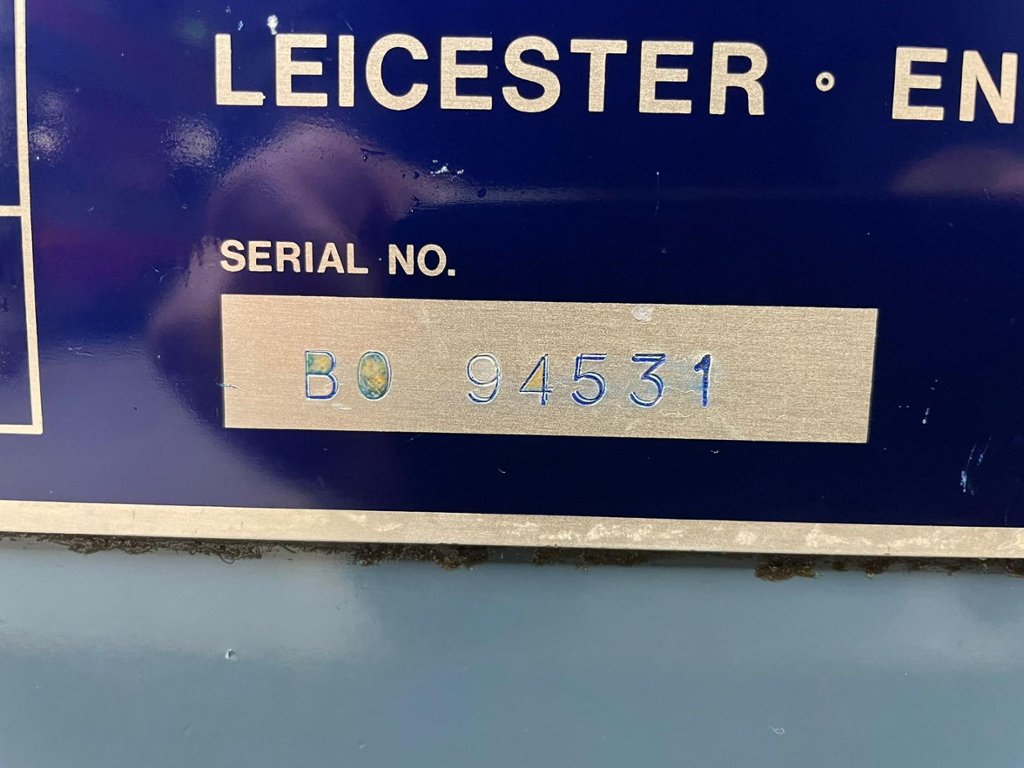 LEICESTER · EN
SERIAL NO.
B0 94531